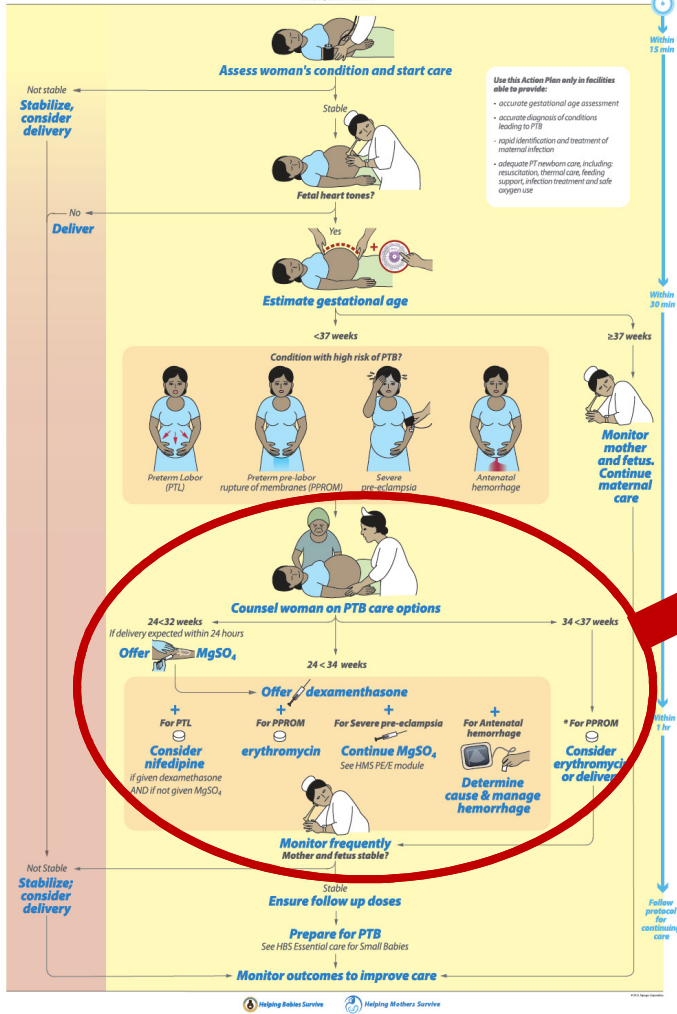 Within
15 min
Assess woman's condition and start care
Use this Action Plan only in facilities
able to provide:
- accurate gestational age assessment
- accurate diagnosis of conditions
leading to PTB
- rapid identification and treatment of
maternal infection
- adequate PT newborn care, including:
resuscitation, thermal care, feeding
support, infection treatment and safe
oxygen use
Not stable
Stabilize,
consider
delivery
Stable
Fetal heart tones?
No
Deliver
Yes
+
Estimate gestational age
Within
30 min
<37 weeks
≥37 weeks
Condition with high risk of PTB?
Preterm Labor
(PTL)
Preterm pre-labor
rupture of membranes (PPROM)
Severe
pre-eclampsia
Antenatal
hemorrhage
Monitor
mother
and fetus.
Continue
maternal
care
Counsel woman on PTB care options
24<32 weeks
If delivery expected within 24 hours
Offer MgSO₄
34 <37 weeks
24 < 34 weeks
Offer dexamenthasone
+
For PTL
Consider
nifedipine
if given dexamethasone
AND if not given MgSO₄
+
For PPROM
erythromycin
+
For Severe pre-eclampsia
Continue MgSO₄
See HMS PE/E module
+
For Antenatal
hemorrhage
Determine
cause & manage
hemorrhage
* For PPROM
Consider
erythromycin
or deliver
Within
1 hr
Monitor frequently
Mother and fetus stable?
Not Stable
Stabilize;
consider
delivery
Stable
Ensure follow up doses
Prepare for PTB
See HBS Essential care for Small Babies
Follow
protocol
for
continuing
care
Monitor outcomes to improve care
Helping Babies Survive
Helping Mothers Survive